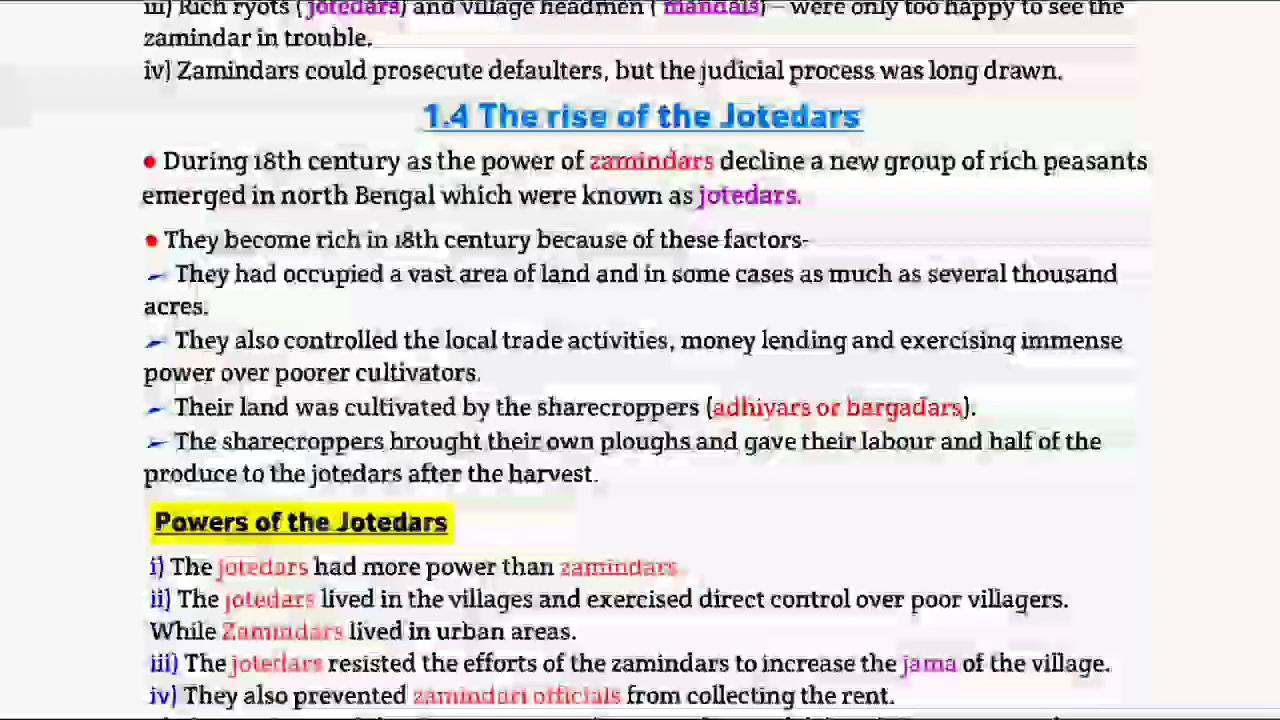 iii) Rich ryots (jotedars) and village headmen ( mandals) – were only too happy to see the
zamindar in trouble.
iv) Zamindars could prosecute defaulters, but the judicial process was long drawn.
1.4 The rise of the Jotedars
● During 18th century as the power of zamindars decline a new group of rich peasants
emerged in north Bengal which were known as jotedars.
● They become rich in 18th century because of these factors-
➢ They had occupied a vast area of land and in some cases as much as several thousand
acres.
➢ They also controlled the local trade activities, money lending and exercising immense
power over poorer cultivators.
➢ Their land was cultivated by the sharecroppers (adhiyars or bargadars).
➢ The sharecroppers brought their own ploughs and gave their labour and half of the
produce to the jotedars after the harvest.
Powers of the Jotedars
i) The jotedars had more power than zamindars.
ii) The jotedars lived in the villages and exercised direct control over poor villagers.
While Zamindars lived in urban areas.
iii) The jotedars resisted the efforts of the zamindars to increase the jama of the village.
iv) They also prevented zamindari officials from collecting the rent.